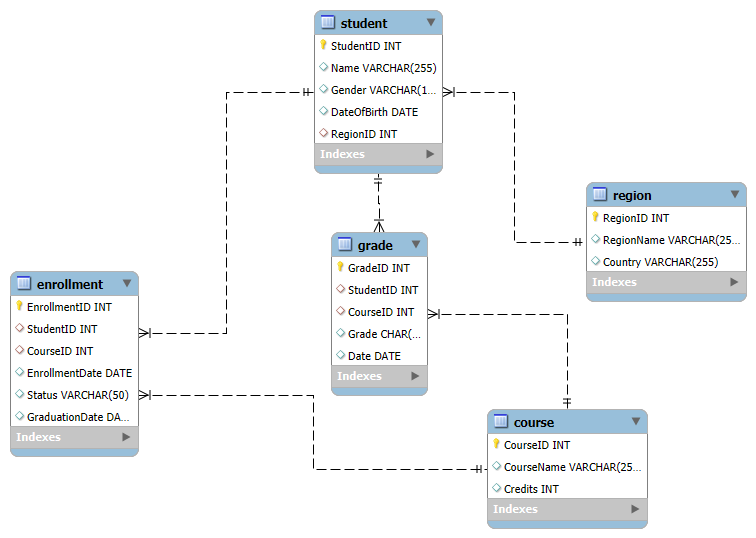 student
StudentID INT
Name VARCHAR(255)
Gender VARCHAR(1...
DateOfBirth DATE
RegionID INT
Indexes
region
RegionID INT
RegionName VARCHAR(25...
Country VARCHAR(255)
Indexes
grade
GradeID INT
StudentID INT
CourseID INT
Grade CHAR(...
Date DATE
Indexes
enrollment
EnrollmentID INT
StudentID INT
CourseID INT
EnrollmentDate DATE
Status VARCHAR(50)
GraduationDate DA...
Indexes
course
CourseID INT
CourseName VARCHAR(25...
Credits INT
Indexes